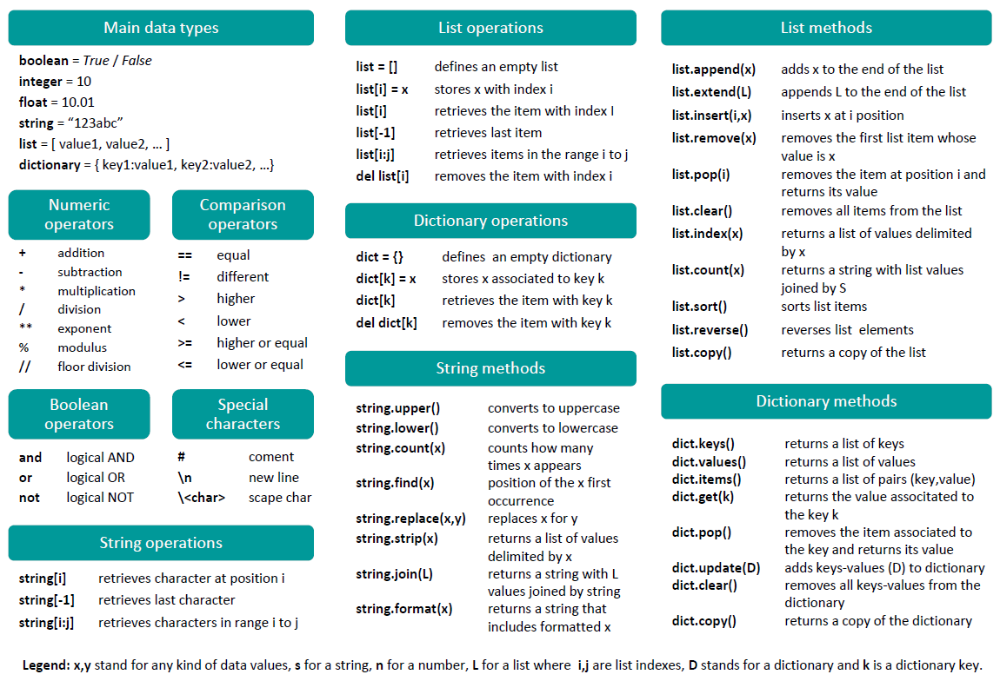 Main data types
boolean = True / False
integer = 10
float = 10.01
string = “123abc”
list = [ value1, value2, … ]
dictionary = { key1:value1, key2:value2, …}
Numeric
operators
+ addition
- subtraction
* multiplication
/ division
** exponent
% modulus
// floor division
Comparison
operators
== equal
!= different
> higher
< lower
>= higher or equal
<= lower or equal
Boolean
operators
and logical AND
or logical OR
not logical NOT
Special
characters
# coment
\n new line
\<char> scape char
String operations
string[i] retrieves character at position i
string[-1] retrieves last character
string[i:j] retrieves characters in range i to j
List operations
list = [] defines an empty list
list[i] = x stores x with index i
list[i] retrieves the item with index I
list[-1] retrieves last item
list[i:j] retrieves items in the range i to j
del list[i] removes the item with index i
Dictionary operations
dict = {} defines an empty dictionary
dict[k] = x stores x associated to key k
dict[k] retrieves the item with key k
del dict[k] removes the item with key k
String methods
string.upper() converts to uppercase
string.lower() converts to lowercase
string.count(x) counts how many
times x appears
string.find(x) position of the x first
occurrence
string.replace(x,y) replaces x for y
string.strip(x) returns a list of values
delimited by x
string.join(L) returns a string with L
values joined by string
string.format(x) returns a string that
includes formatted x
List methods
list.append(x) adds x to the end of the list
list.extend(L) appends L to the end of the list
list.insert(i,x) inserts x at i position
list.remove(x) removes the first list item whose
value is x
list.pop(i) removes the item at position i and
returns its value
list.clear() removes all items from the list
list.index(x) returns a list of values delimited
by x
list.count(x) returns a string with list values
joined by S
list.sort() sorts list items
list.reverse() reverses list elements
list.copy() returns a copy of the list
Dictionary methods
dict.keys() returns a list of keys
dict.values() returns a list of values
dict.items() returns a list of pairs (key,value)
dict.get(k) returns the value associtated to
the key k
dict.pop() removes the item associated to
the key and returns its value
dict.update(D) adds keys-values (D) to dictionary
dict.clear() removes all keys-values from the
dictionary
dict.copy() returns a copy of the dictionary
Legend: x,y stand for any kind of data values, s for a string, n for a number, L for a list where i,j are list indexes, D stands for a dictionary and k is a dictionary key.